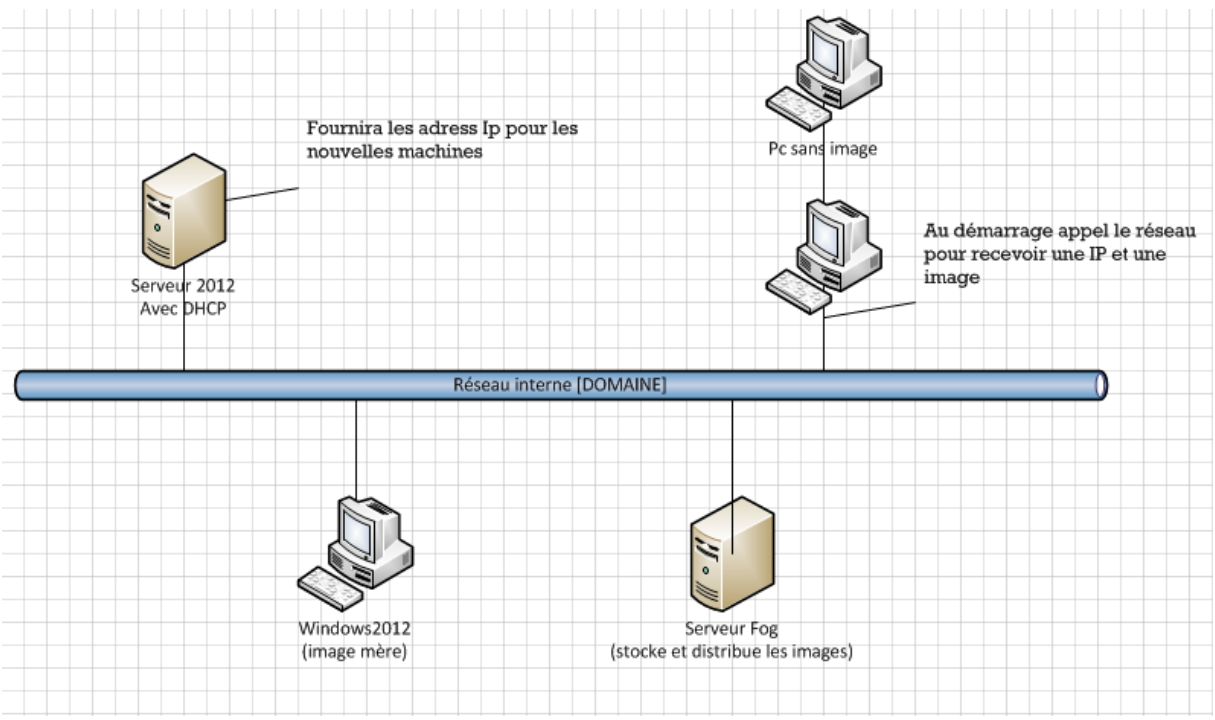 Fournira les adress Ip pour les
nouvelles machines
Pc sans image
Serveur 2012
Avec DHCP
Au démarrage appel le réseau
pour recevoir une IP et une
image
Réseau interne [DOMAINE]
Windows2012
(image mère)
Serveur Fog
(stocke et distribue les images)